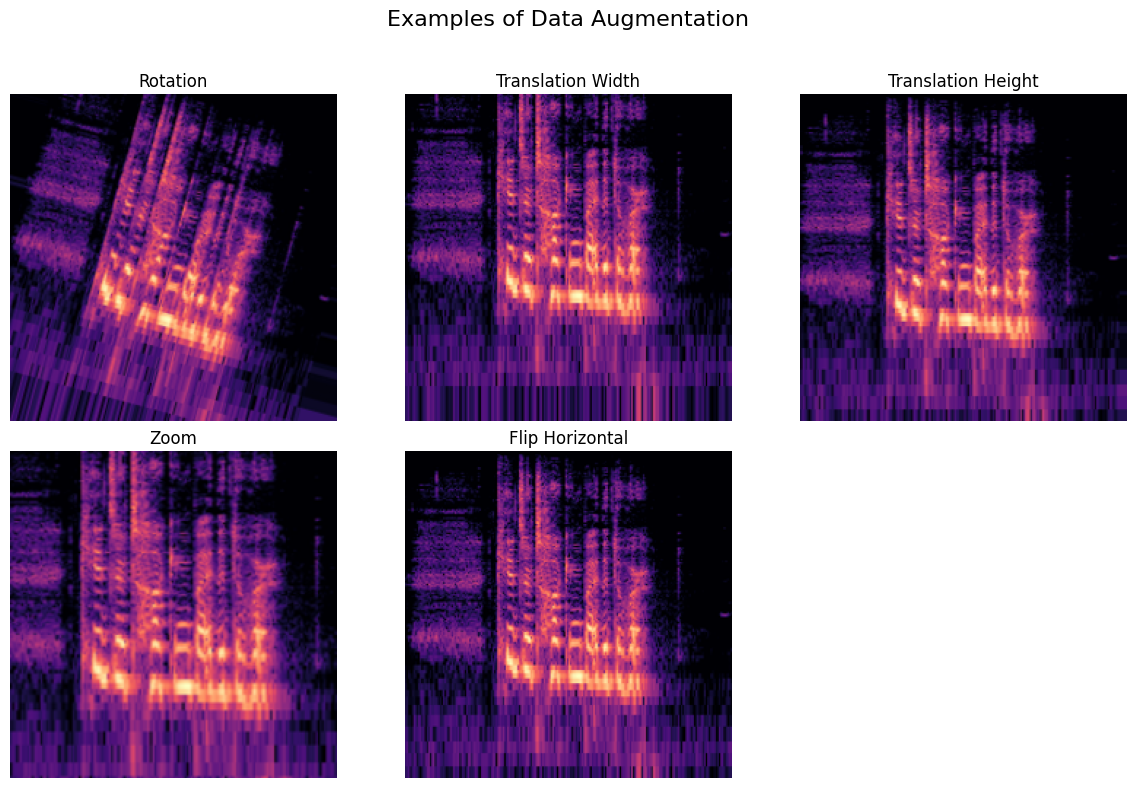 Examples of Data Augmentation
Rotation
Translation Width
Translation Height
Zoom
Flip Horizontal